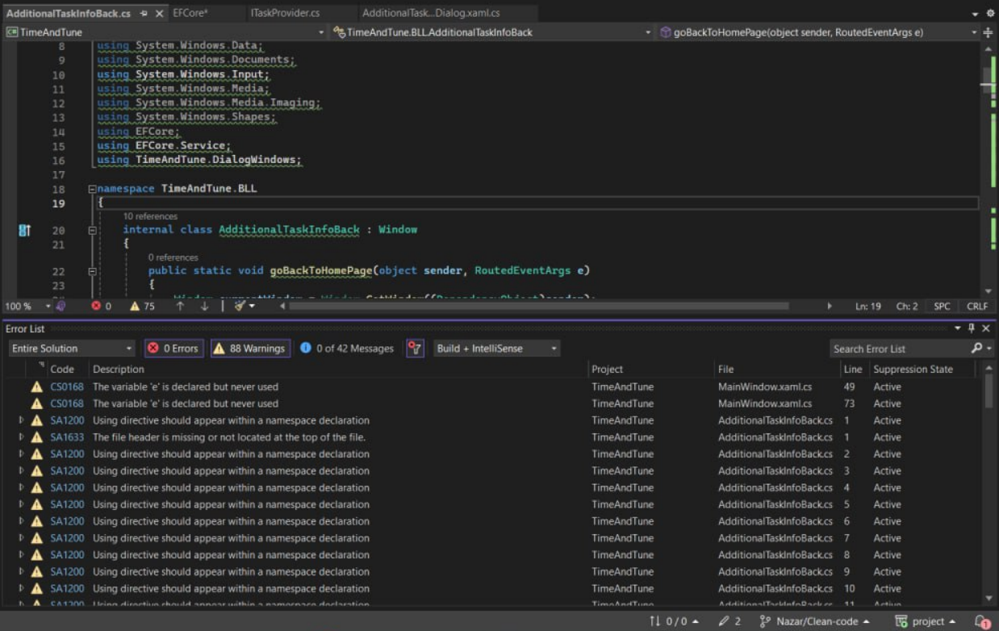 AdditionalTaskInfoBack.cs EFCore* ITaskProvider.cs AdditionalTask...Dialog.xaml.cs
TimeAndTune TimeAndTune.BLL.AdditionalTaskInfoBack goBackToHomePage(object sender, RoutedEventArgs e)
8 using System.Windows.Data;
9 using System.Windows.Documents;
10 using System.Windows.Input;
11 using System.Windows.Media;
12 using System.Windows.Media.Imaging;
13 using System.Windows.Shapes;
14 using EFCore;
15 using EFCore.Service;
16 using TimeAndTune.DialogWindows;
17
18 namespace TimeAndTune.BLL
19 {
10 references
20 internal class AdditionalTaskInfoBack : Window
21 {
0 references
22 public static void goBackToHomePage(object sender, RoutedEventArgs e)
23 {
100 % 0 75 Ln: 19 Ch: 2 SPC CRLF
Error List
Entire Solution 0 Errors 88 Warnings 0 of 42 Messages Build + IntelliSense Search Error List
Code Description Project File Line Suppression State
CS0168 The variable 'e' is declared but never used TimeAndTune MainWindow.xaml.cs 49 Active
CS0168 The variable 'e' is declared but never used TimeAndTune MainWindow.xaml.cs 73 Active
SA1200 Using directive should appear within a namespace declaration TimeAndTune AdditionalTaskInfoBack.cs 1 Active
SA1633 The file header is missing or not located at the top of the file. TimeAndTune AdditionalTaskInfoBack.cs 1 Active
SA1200 Using directive should appear within a namespace declaration TimeAndTune AdditionalTaskInfoBack.cs 2 Active
SA1200 Using directive should appear within a namespace declaration TimeAndTune AdditionalTaskInfoBack.cs 3 Active
SA1200 Using directive should appear within a namespace declaration TimeAndTune AdditionalTaskInfoBack.cs 4 Active
SA1200 Using directive should appear within a namespace declaration TimeAndTune AdditionalTaskInfoBack.cs 5 Active
SA1200 Using directive should appear within a namespace declaration TimeAndTune AdditionalTaskInfoBack.cs 6 Active
SA1200 Using directive should appear within a namespace declaration TimeAndTune AdditionalTaskInfoBack.cs 7 Active
SA1200 Using directive should appear within a namespace declaration TimeAndTune AdditionalTaskInfoBack.cs 8 Active
SA1200 Using directive should appear within a namespace declaration TimeAndTune AdditionalTaskInfoBack.cs 9 Active
SA1200 Using directive should appear within a namespace declaration TimeAndTune AdditionalTaskInfoBack.cs 10 Active
SA1200 Using directive should appear within a namespace declaration TimeAndTune AdditionalTaskInfoBack.cs 11 Active
0 / 0 2 Nazar/Clean-code project 1